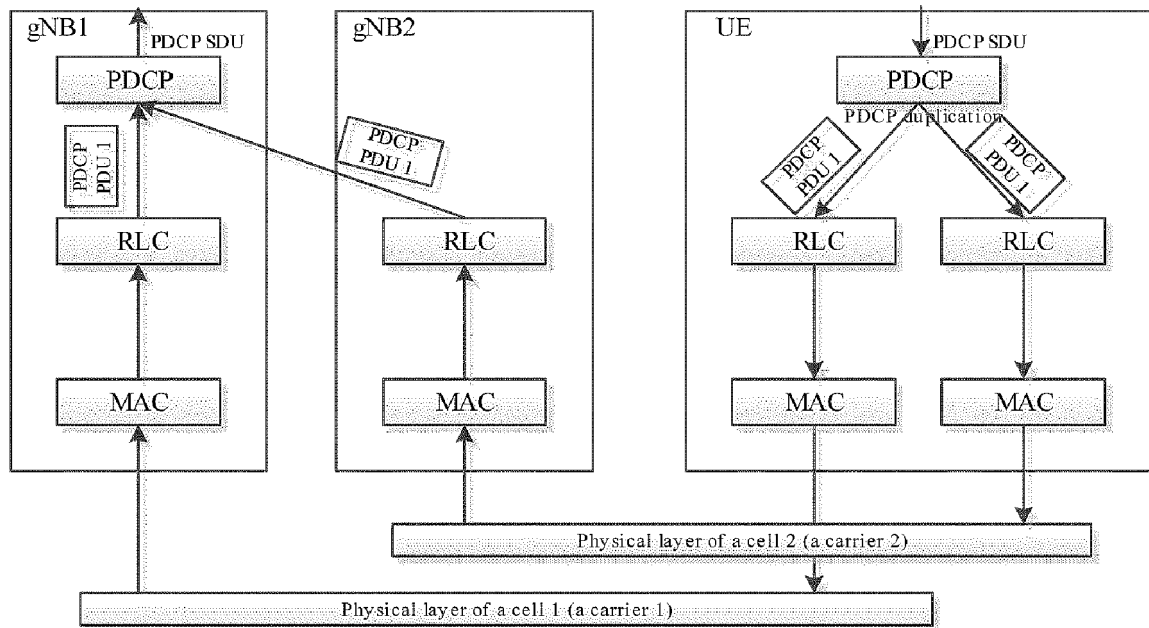 gNB1
PDCP SDU
PDCP
PDCP
PDU 1
RLC
MAC
gNB2
PDCP
PDU 1
RLC
MAC
UE
PDCP SDU
PDCP
PDCP duplication
PDCP
PDU 1
PDCP
PDU 1
RLC
RLC
MAC
MAC
Physical layer of a cell 2 (a carrier 2)
Physical layer of a cell 1 (a carrier 1)